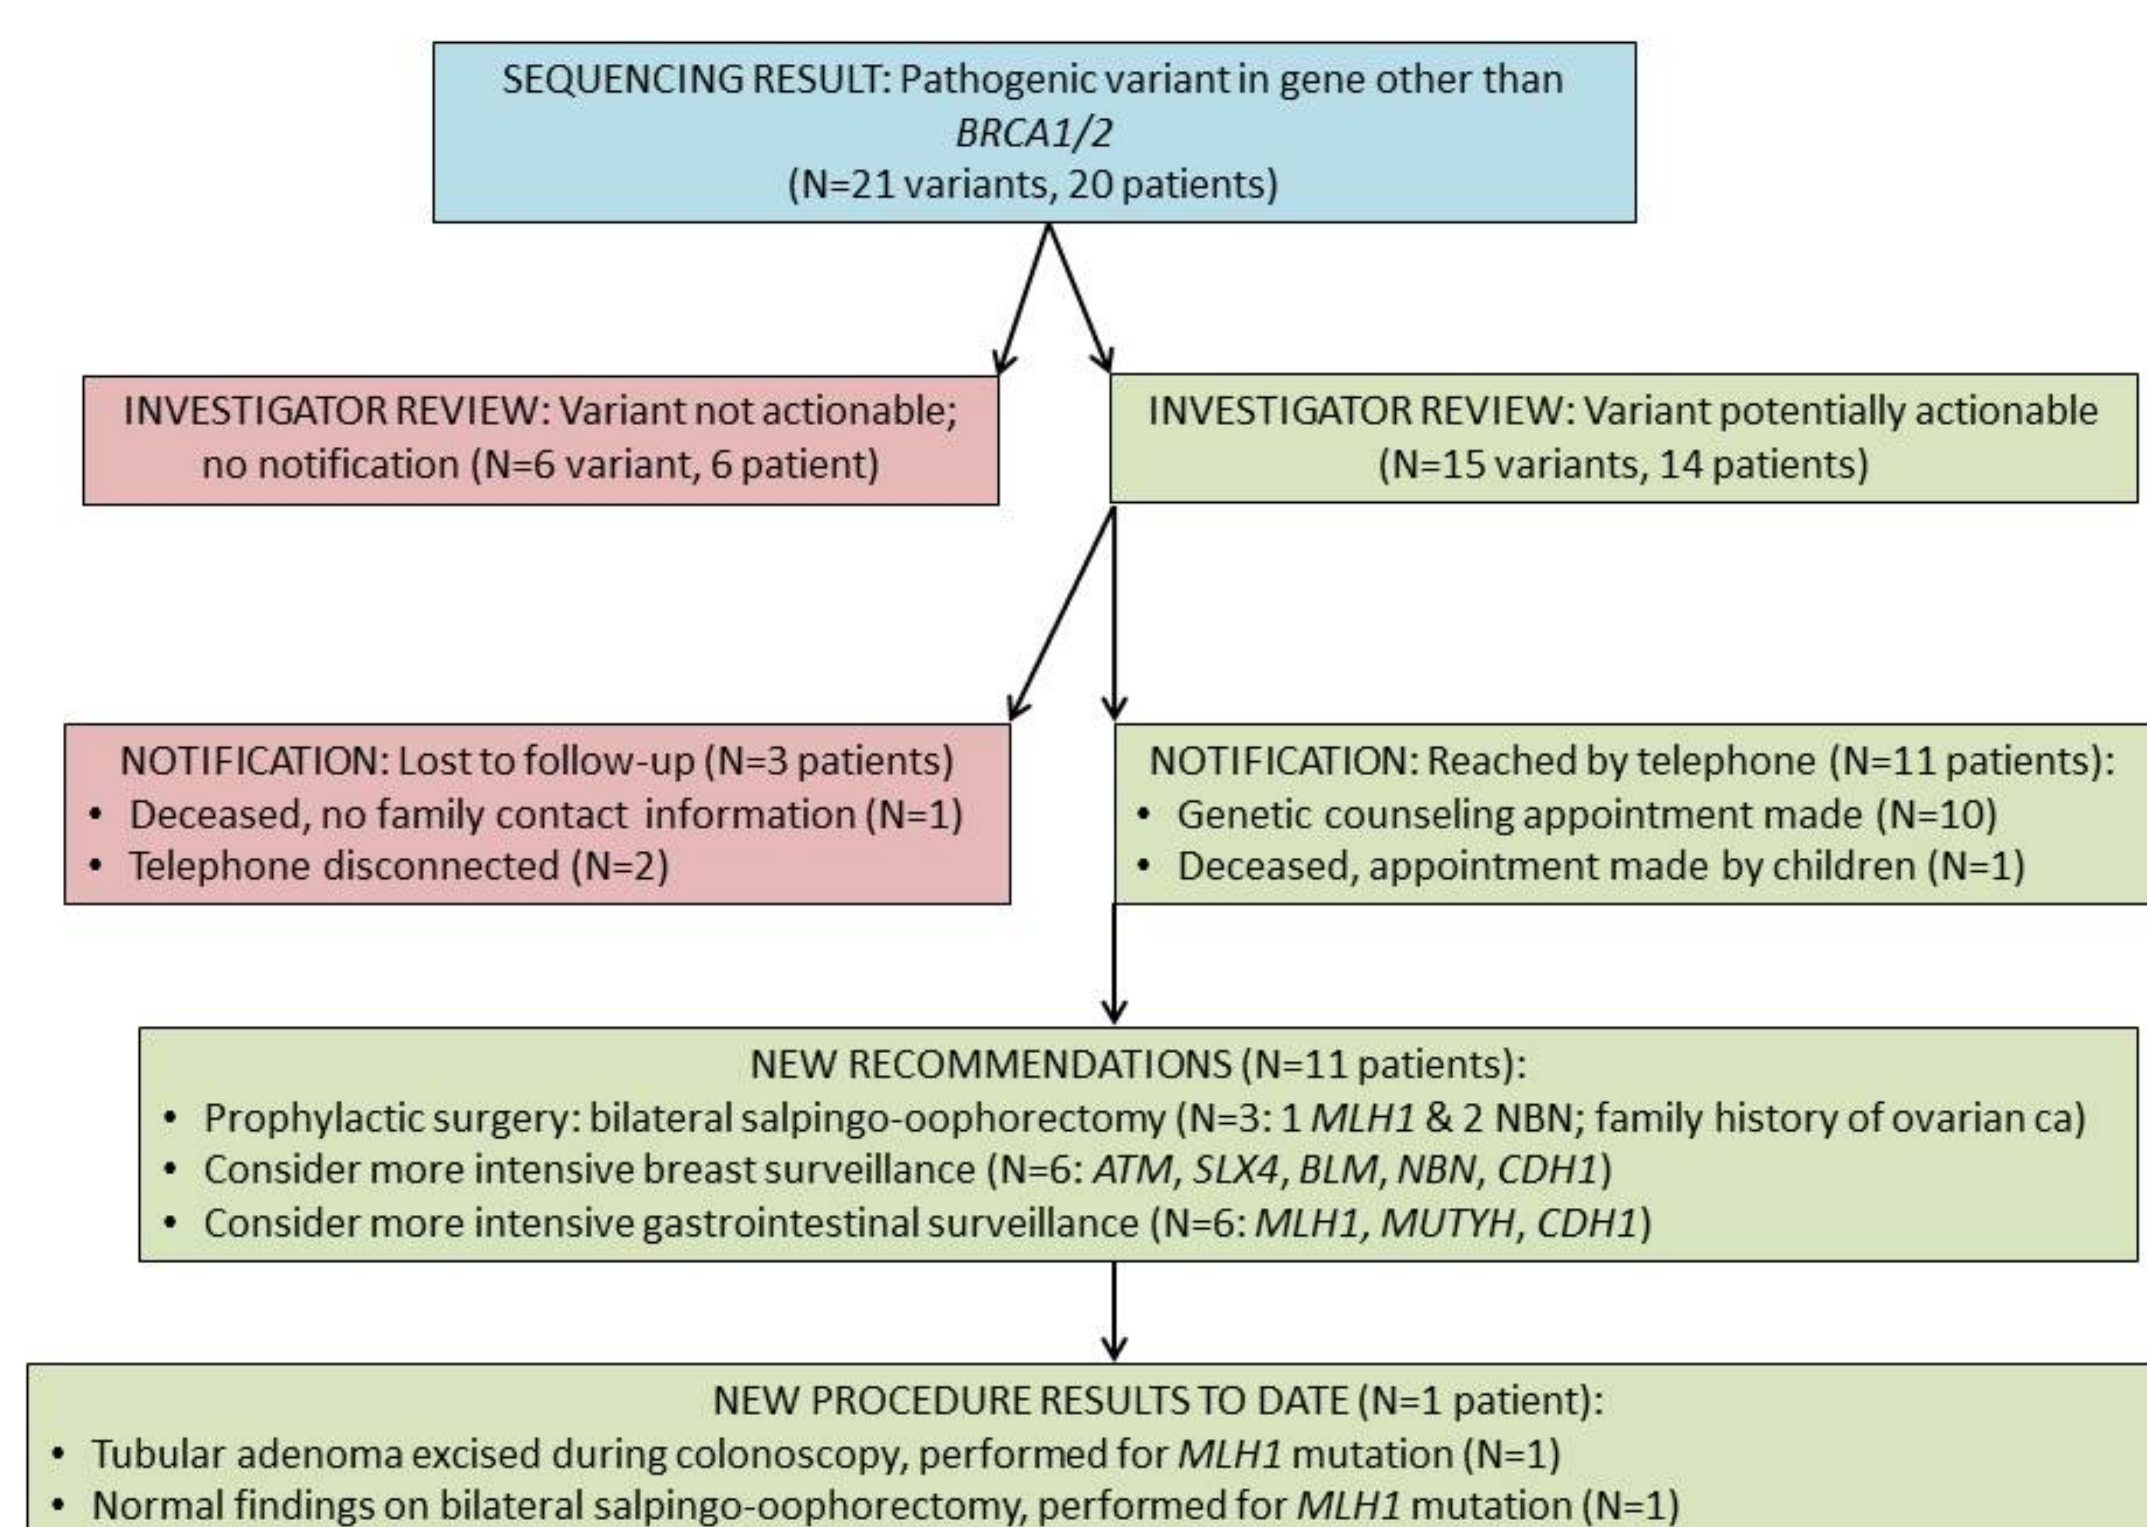 SEQUENCING RESULT: Pathogenic variant in gene other than
BRCA1/2
(N=21 variants, 20 patients)
INVESTIGATOR REVIEW: Variant not actionable;
no notification (N=6 variant, 6 patient)
INVESTIGATOR REVIEW: Variant potentially actionable
(N=15 variants, 14 patients)
NOTIFICATION: Lost to follow-up (N=3 patients)
• Deceased, no family contact information (N=1)
• Telephone disconnected (N=2)
NOTIFICATION: Reached by telephone (N=11 patients):
• Genetic counseling appointment made (N=10)
• Deceased, appointment made by children (N=1)
NEW RECOMMENDATIONS (N=11 patients):
• Prophylactic surgery: bilateral salpingo-oophorectomy (N=3: 1 MLH1 & 2 NBN; family history of ovarian ca)
• Consider more intensive breast surveillance (N=6: ATM, SLX4, BLM, NBN, CDH1)
• Consider more intensive gastrointestinal surveillance (N=6: MLH1, MUTYH, CDH1)
NEW PROCEDURE RESULTS TO DATE (N=1 patient):
• Tubular adenoma excised during colonoscopy, performed for MLH1 mutation (N=1)
• Normal findings on bilateral salpingo-oophorectomy, performed for MLH1 mutation (N=1)